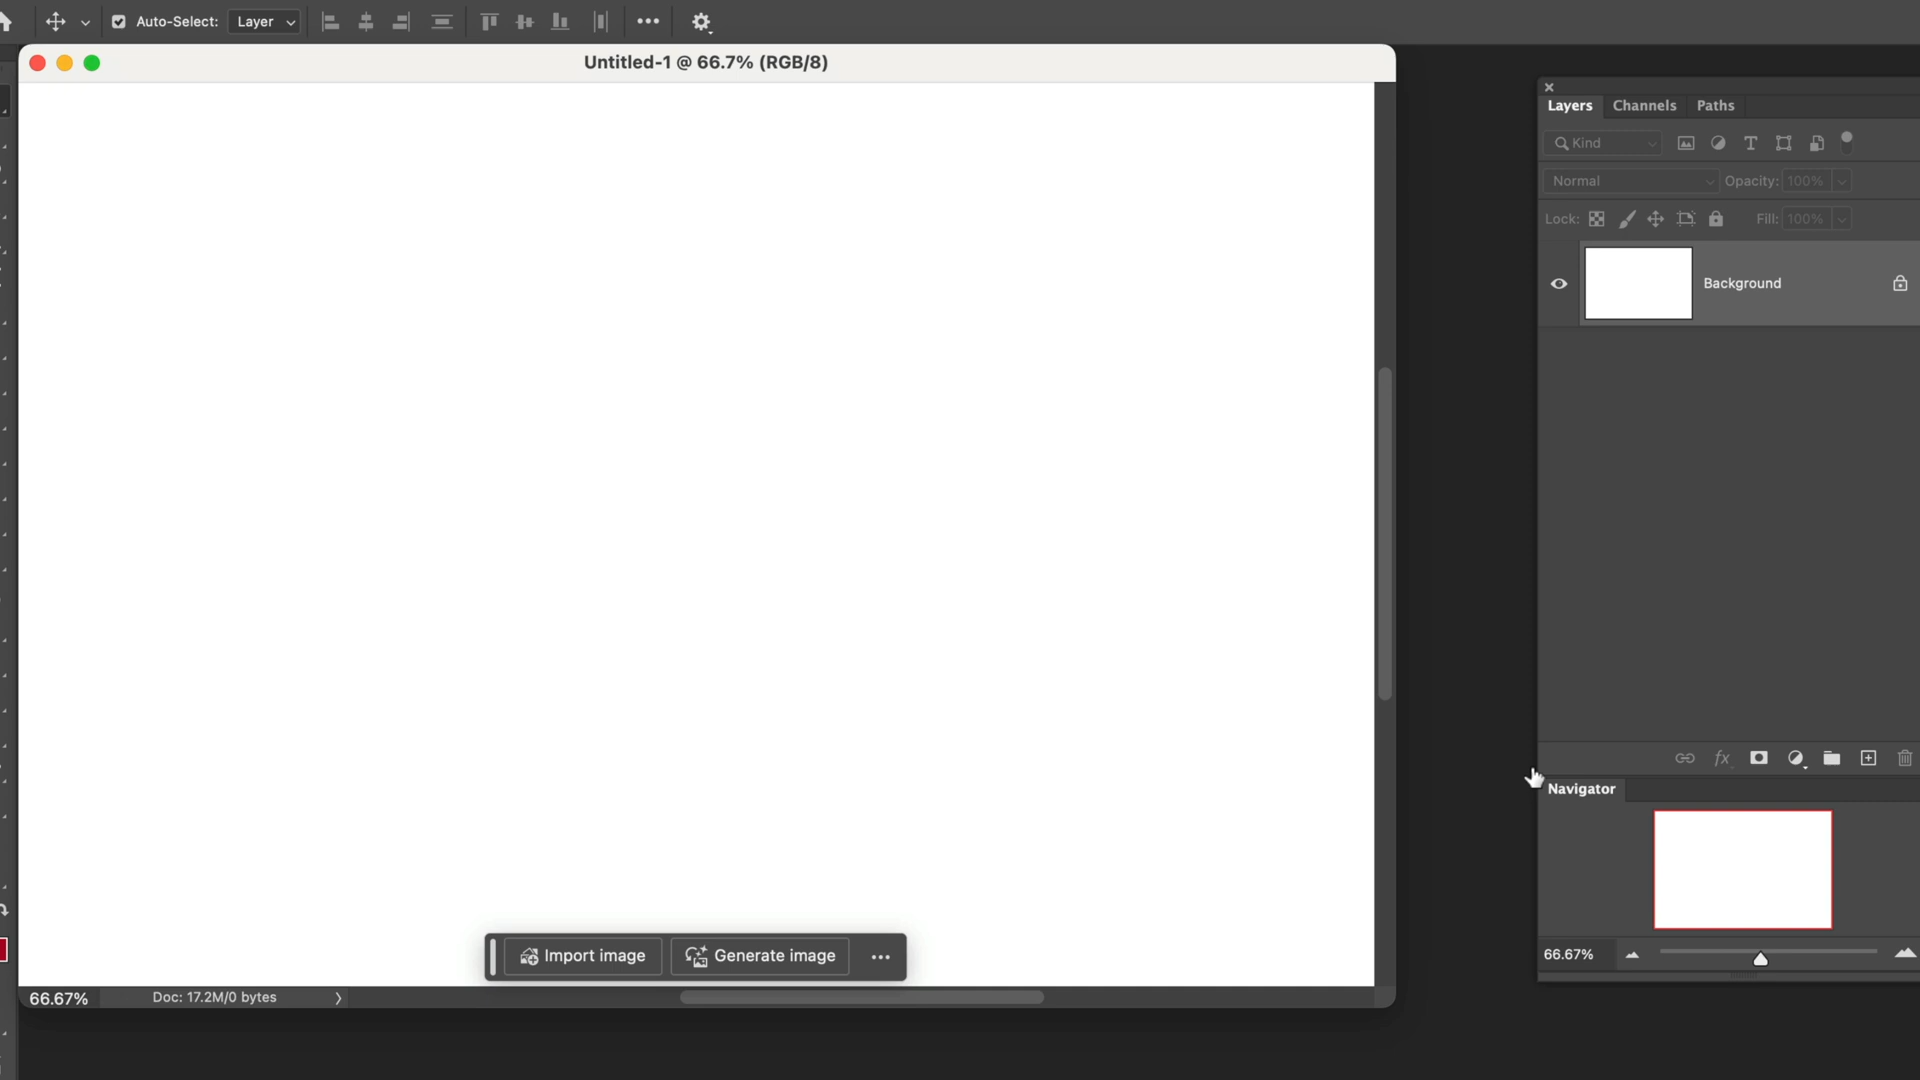 Auto-Select: Layer
Untitled-1 @ 66.7% (RGB/8)
Layers Channels Paths
Kind
Normal Opacity: 100%
Lock: Fill: 100%
Background
fx
Navigator
66.67%
Import image Generate image
66.67% Doc: 17.2M/0 bytes